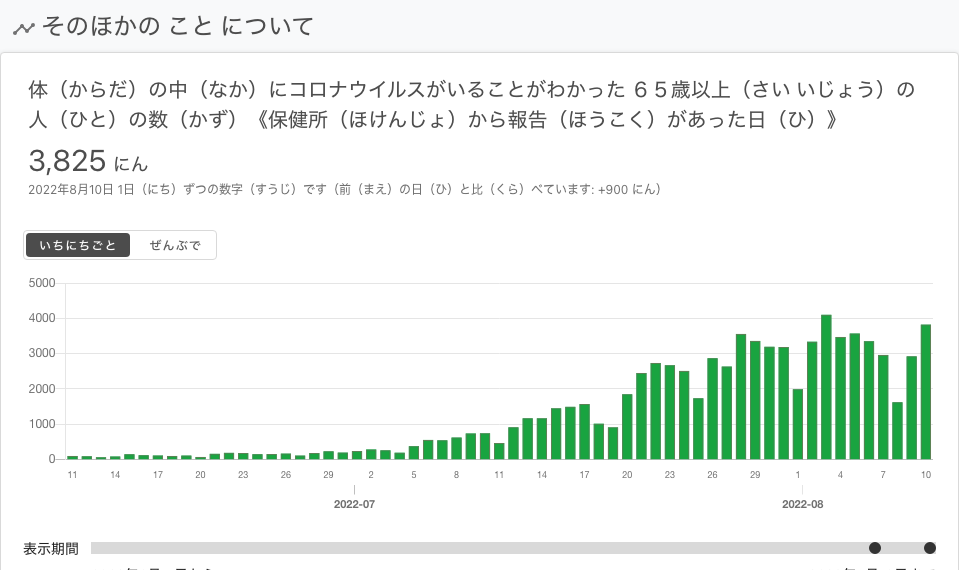 そのほかの こと について
体（からだ）の中（なか）にコロナウイルスがいることがわかった ６５歳以上（さい いじょう）の
人（ひと）の数（かず）《保健所（ほけんじょ）から報告（ほうこく）があった日（ひ）》
3,825 にん
2022年8月10日 1日（にち）ずつの数字（すうじ）です（前（まえ）の日（ひ）と比（くら）べています: +900 にん）
いちにちごと ぜんぶで
5000
4000
3000
2000
1000
0
11 14 17 20 23 26 29 2 5 8 11 14 17 20 23 26 29 1 4 7 10
2022-07 2022-08
表示期間